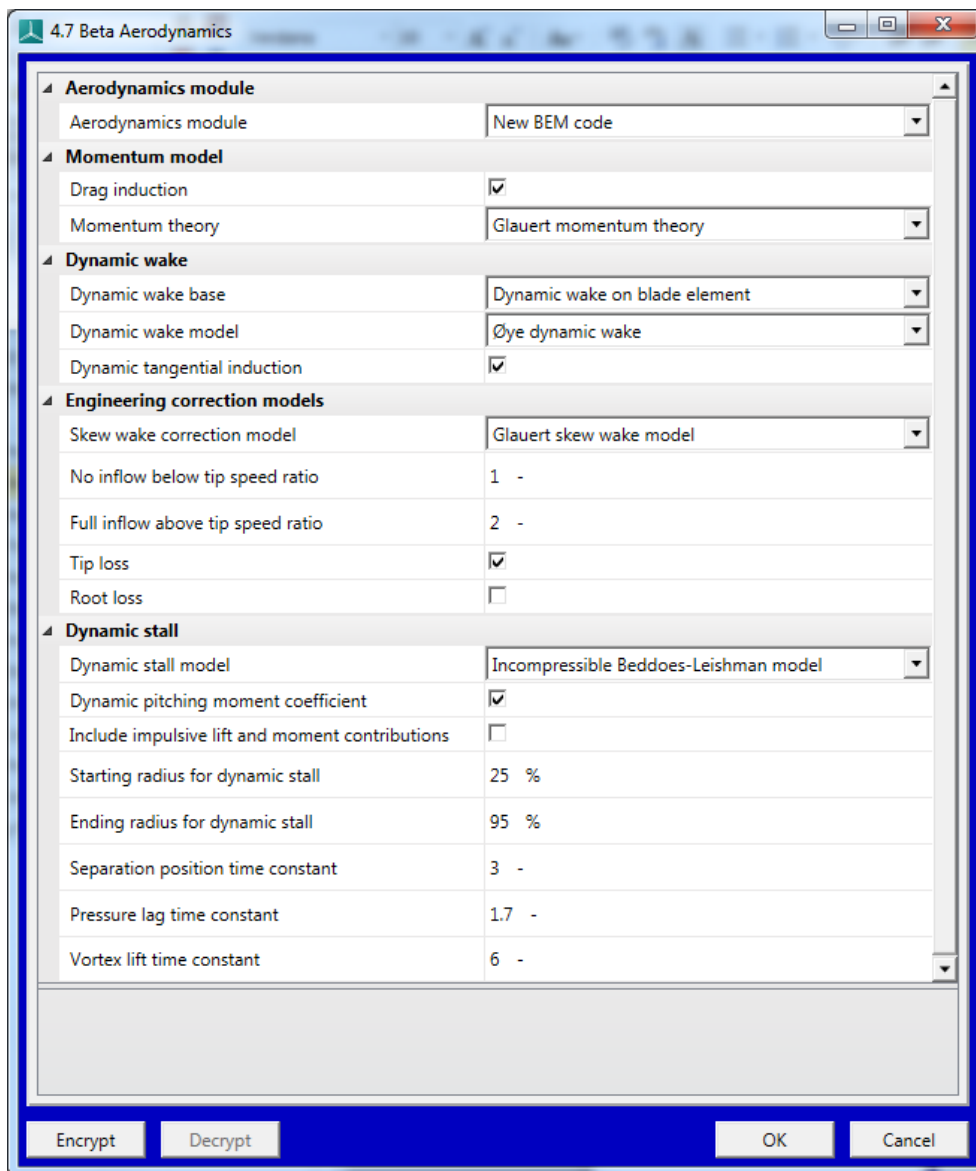 4.7 Beta Aerodynamics
Aerodynamics module
Aerodynamics module New BEM code
Momentum model
Drag induction
Momentum theory Glauert momentum theory
Dynamic wake
Dynamic wake base Dynamic wake on blade element
Dynamic wake model Øye dynamic wake
Dynamic tangential induction
Engineering correction models
Skew wake correction model Glauert skew wake model
No inflow below tip speed ratio 1 -
Full inflow above tip speed ratio 2 -
Tip loss
Root loss
Dynamic stall
Dynamic stall model Incompressible Beddoes-Leishman model
Dynamic pitching moment coefficient
Include impulsive lift and moment contributions
Starting radius for dynamic stall 25 %
Ending radius for dynamic stall 95 %
Separation position time constant 3 -
Pressure lag time constant 1.7 -
Vortex lift time constant 6 -
Encrypt Decrypt OK Cancel